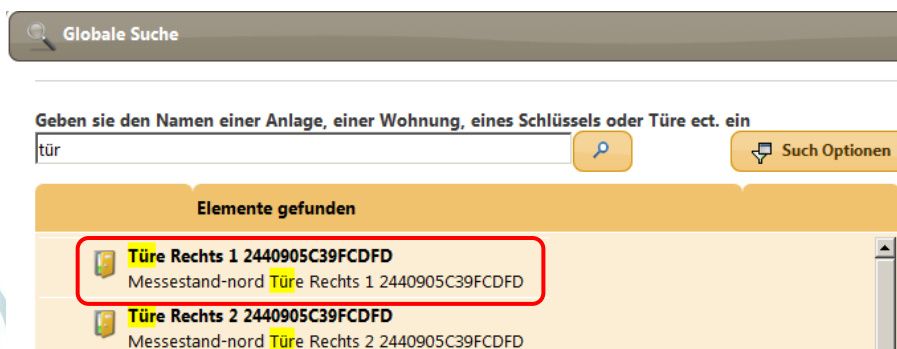 Globale Suche
Geben sie den Namen einer Anlage, einer Wohnung, eines Schlüssels oder Türe ect. ein
tür
Such Optionen
Elemente gefunden
Türe Rechts 1 2440905C39FCDFD
Messestand-nord Türe Rechts 1 2440905C39FCDFD
Türe Rechts 2 2440905C39FCDFD
Messestand-nord Türe Rechts 2 2440905C39FCDFD